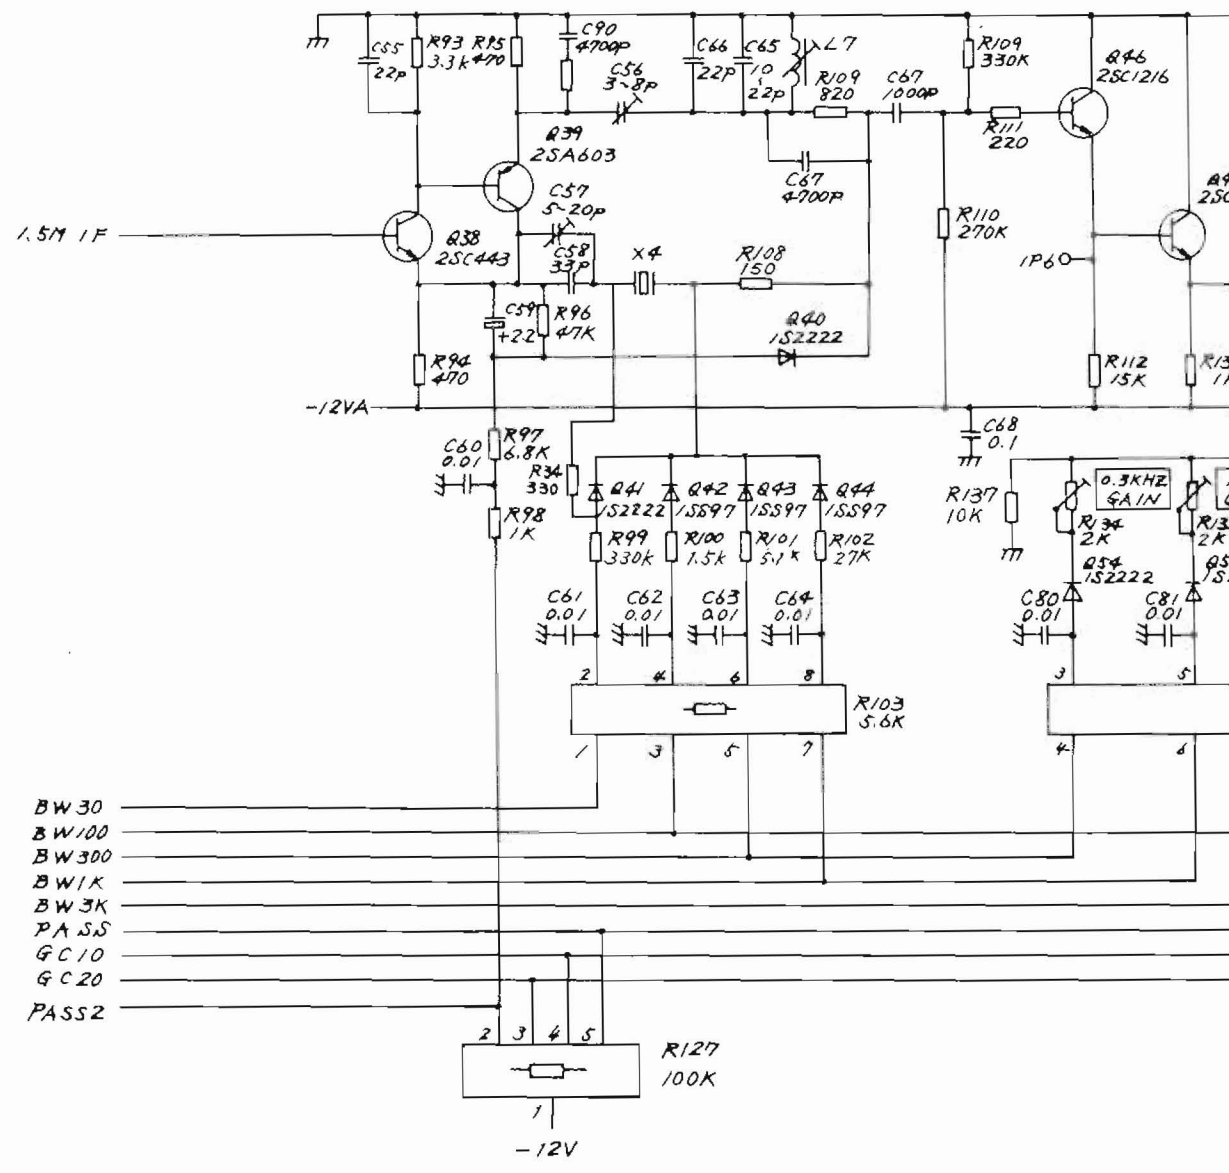 C55
22p
R93
3.3K
R95
470
C90
4700P
C56
3~8p
C66
22P
C65
10
~
22p
L7
R109
820
C67
1000P
R109
330K
Q46
2SC1216
R111
220
Q39
2SA603
C67
4700P
C57
5~20p
R110
270K
1.5M IF
Q38
2SC443
C58
33P
X4
R108
150
1P6
C59
+2.2
R96
47K
Q40
1S2222
R94
470
R112
15K
-12VA
C68
0.1
C60
0.01
R97
6.8K
R34
330
Q41
1S2222
Q42
1SS97
Q43
1SS97
Q44
1SS97
R137
10K
0.3KHZ
GAIN
R98
1K
R99
330K
R100
1.5K
R101
5.1K
R102
27K
R134
2K
2K
Q54
1S2222
C61
0.01
C62
0.01
C63
0.01
C64
0.01
C80
0.01
C81
0.01
2 4 6 8
3 5
R103
5.6K
1 3 5 7
4 6
BW30
BW100
BW300
BW1K
BW3K
PASS
GC10
GC20
PASS2
2 3 4 5
R127
100K
1
-12V